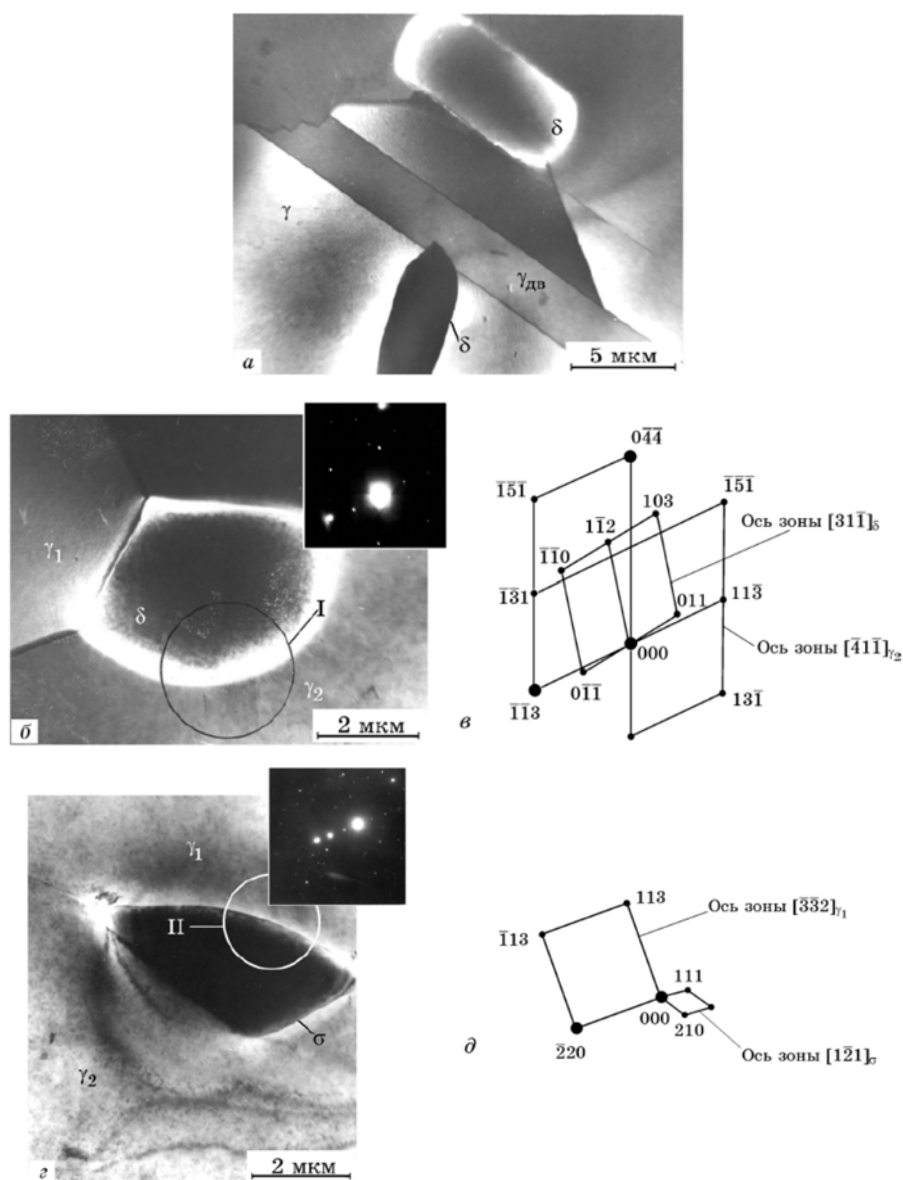 δ
γ
γдв
δ
а
5 мкм
γ₁
δ
I
γ₂
б
2 мкм
04̅4̅
1̅5̅1̅
1̅5̅1̅
103
11̅2
Ось зоны [311̅]δ
1̅1̅0
1̅3̅1
011
113̅
000
Ось зоны [4̅11̅]γ₂
01̅1̅
1̅1̅3
131̅
в
γ₁
II
σ
γ₂
г
2 мкм
113
Ось зоны [3̅3̅2]γ₁
1̅13
111
000
210
2̅20
Ось зоны [12̅1]σ
д